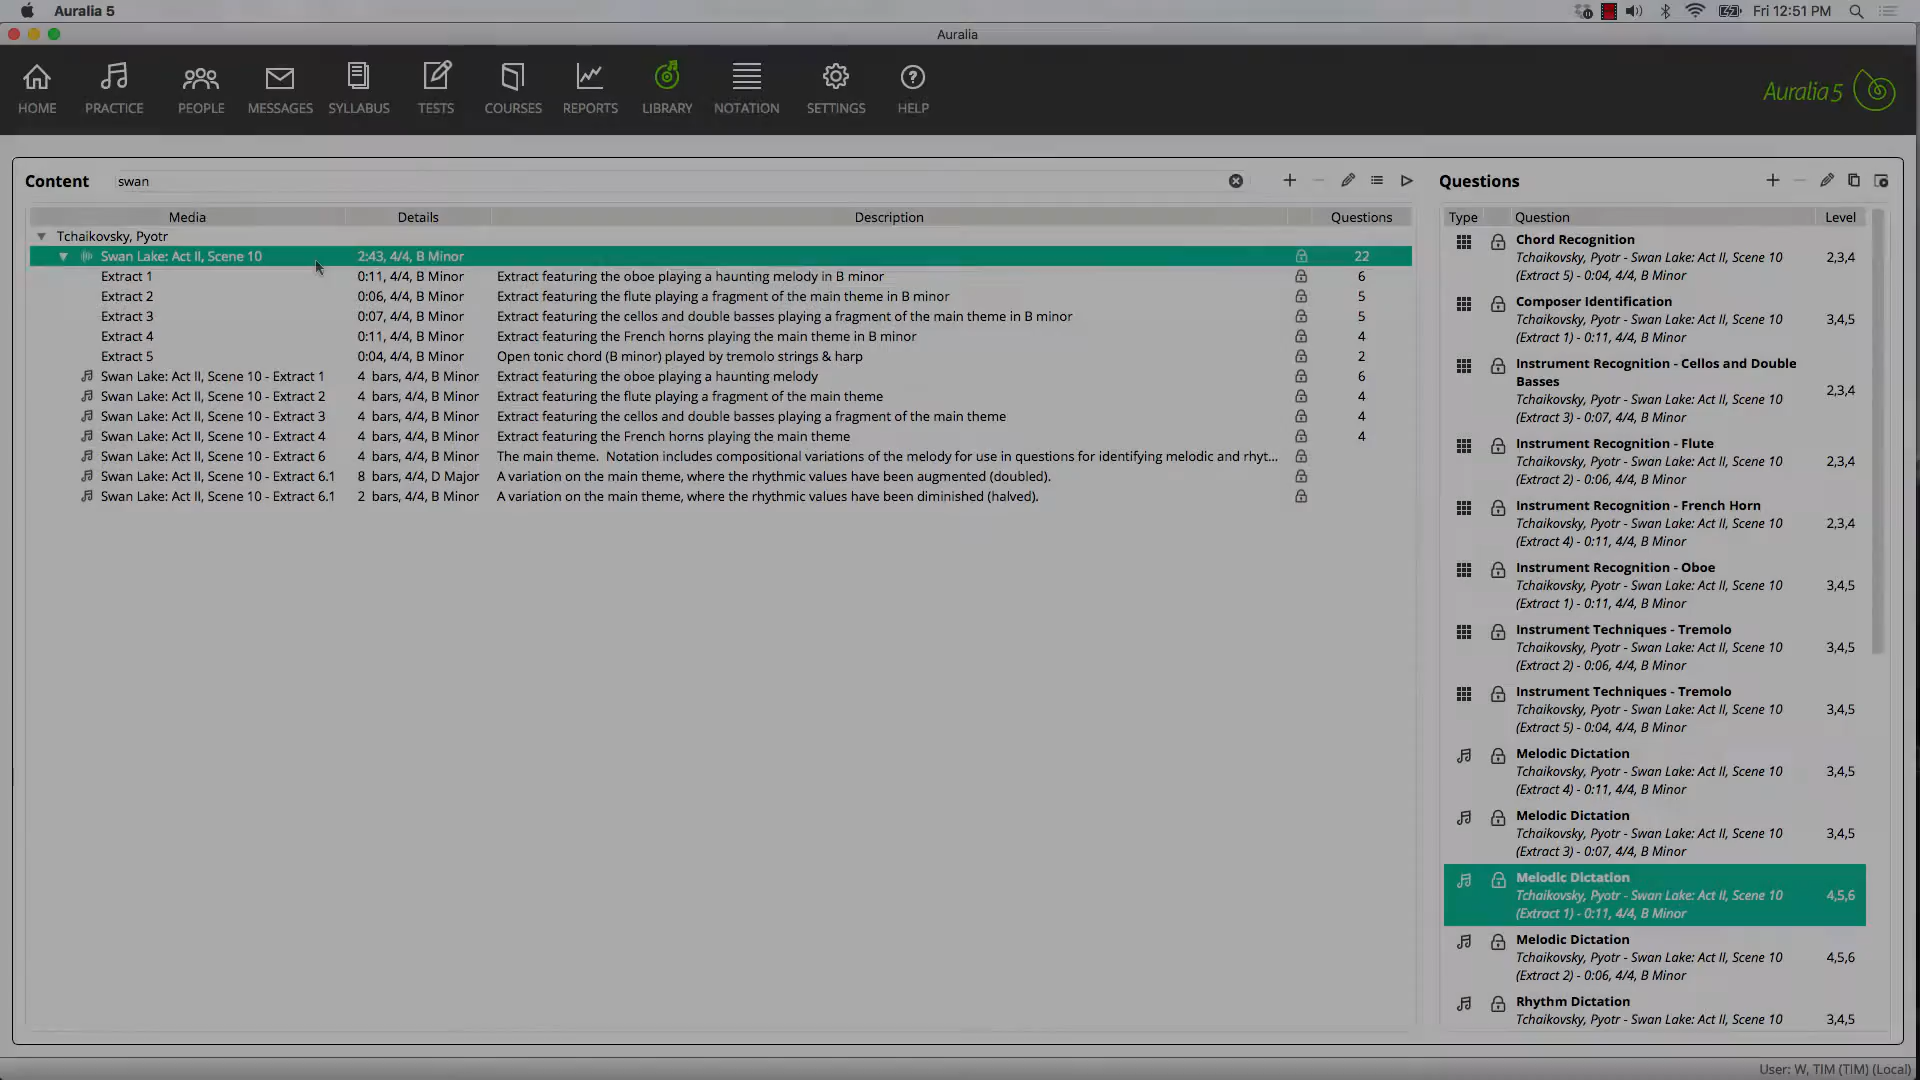 Auralia 5
Fri 12:51 PM
Auralia
HOME
PRACTICE
PEOPLE
MESSAGES
SYLLABUS
TESTS
COURSES
REPORTS
LIBRARY
NOTATION
SETTINGS
HELP
Auralia 5
Content
swan
Media Details Description Questions
Tchaikovsky, Pyotr
Swan Lake: Act II, Scene 10 2:43, 4/4, B Minor 22
Extract 1 0:11, 4/4, B Minor Extract featuring the oboe playing a haunting melody in B minor 6
Extract 2 0:06, 4/4, B Minor Extract featuring the flute playing a fragment of the main theme in B minor 5
Extract 3 0:07, 4/4, B Minor Extract featuring the cellos and double basses playing a fragment of the main theme in B minor 5
Extract 4 0:11, 4/4, B Minor Extract featuring the French horns playing the main theme in B minor 4
Extract 5 0:04, 4/4, B Minor Open tonic chord (B minor) played by tremolo strings & harp 2
Swan Lake: Act II, Scene 10 - Extract 1 4 bars, 4/4, B Minor Extract featuring the oboe playing a haunting melody 6
Swan Lake: Act II, Scene 10 - Extract 2 4 bars, 4/4, B Minor Extract featuring the flute playing a fragment of the main theme 4
Swan Lake: Act II, Scene 10 - Extract 3 4 bars, 4/4, B Minor Extract featuring the cellos and double basses playing a fragment of the main theme 4
Swan Lake: Act II, Scene 10 - Extract 4 4 bars, 4/4, B Minor Extract featuring the French horns playing the main theme 4
Swan Lake: Act II, Scene 10 - Extract 6 4 bars, 4/4, B Minor The main theme. Notation includes compositional variations of the melody for use in questions for identifying melodic and rhyt...
Swan Lake: Act II, Scene 10 - Extract 6.1 8 bars, 4/4, D Major A variation on the main theme, where the rhythmic values have been augmented (doubled).
Swan Lake: Act II, Scene 10 - Extract 6.1 2 bars, 4/4, B Minor A variation on the main theme, where the rhythmic values have been diminished (halved).
Questions
Type Question Level
Chord Recognition
Tchaikovsky, Pyotr - Swan Lake: Act II, Scene 10 2,3,4
(Extract 5) - 0:04, 4/4, B Minor
Composer Identification
Tchaikovsky, Pyotr - Swan Lake: Act II, Scene 10 3,4,5
(Extract 1) - 0:11, 4/4, B Minor
Instrument Recognition - Cellos and Double
Basses 2,3,4
Tchaikovsky, Pyotr - Swan Lake: Act II, Scene 10
(Extract 3) - 0:07, 4/4, B Minor
Instrument Recognition - Flute
Tchaikovsky, Pyotr - Swan Lake: Act II, Scene 10 2,3,4
(Extract 2) - 0:06, 4/4, B Minor
Instrument Recognition - French Horn
Tchaikovsky, Pyotr - Swan Lake: Act II, Scene 10 2,3,4
(Extract 4) - 0:11, 4/4, B Minor
Instrument Recognition - Oboe
Tchaikovsky, Pyotr - Swan Lake: Act II, Scene 10 3,4,5
(Extract 1) - 0:11, 4/4, B Minor
Instrument Techniques - Tremolo
Tchaikovsky, Pyotr - Swan Lake: Act II, Scene 10 3,4,5
(Extract 2) - 0:06, 4/4, B Minor
Instrument Techniques - Tremolo
Tchaikovsky, Pyotr - Swan Lake: Act II, Scene 10 3,4,5
(Extract 5) - 0:04, 4/4, B Minor
Melodic Dictation
Tchaikovsky, Pyotr - Swan Lake: Act II, Scene 10 3,4,5
(Extract 4) - 0:11, 4/4, B Minor
Melodic Dictation
Tchaikovsky, Pyotr - Swan Lake: Act II, Scene 10 3,4,5
(Extract 3) - 0:07, 4/4, B Minor
Melodic Dictation
Tchaikovsky, Pyotr - Swan Lake: Act II, Scene 10 4,5,6
(Extract 1) - 0:11, 4/4, B Minor
Melodic Dictation
Tchaikovsky, Pyotr - Swan Lake: Act II, Scene 10 4,5,6
(Extract 2) - 0:06, 4/4, B Minor
Rhythm Dictation
Tchaikovsky, Pyotr - Swan Lake: Act II, Scene 10 3,4,5
User: W, TIM (TIM) (Local)